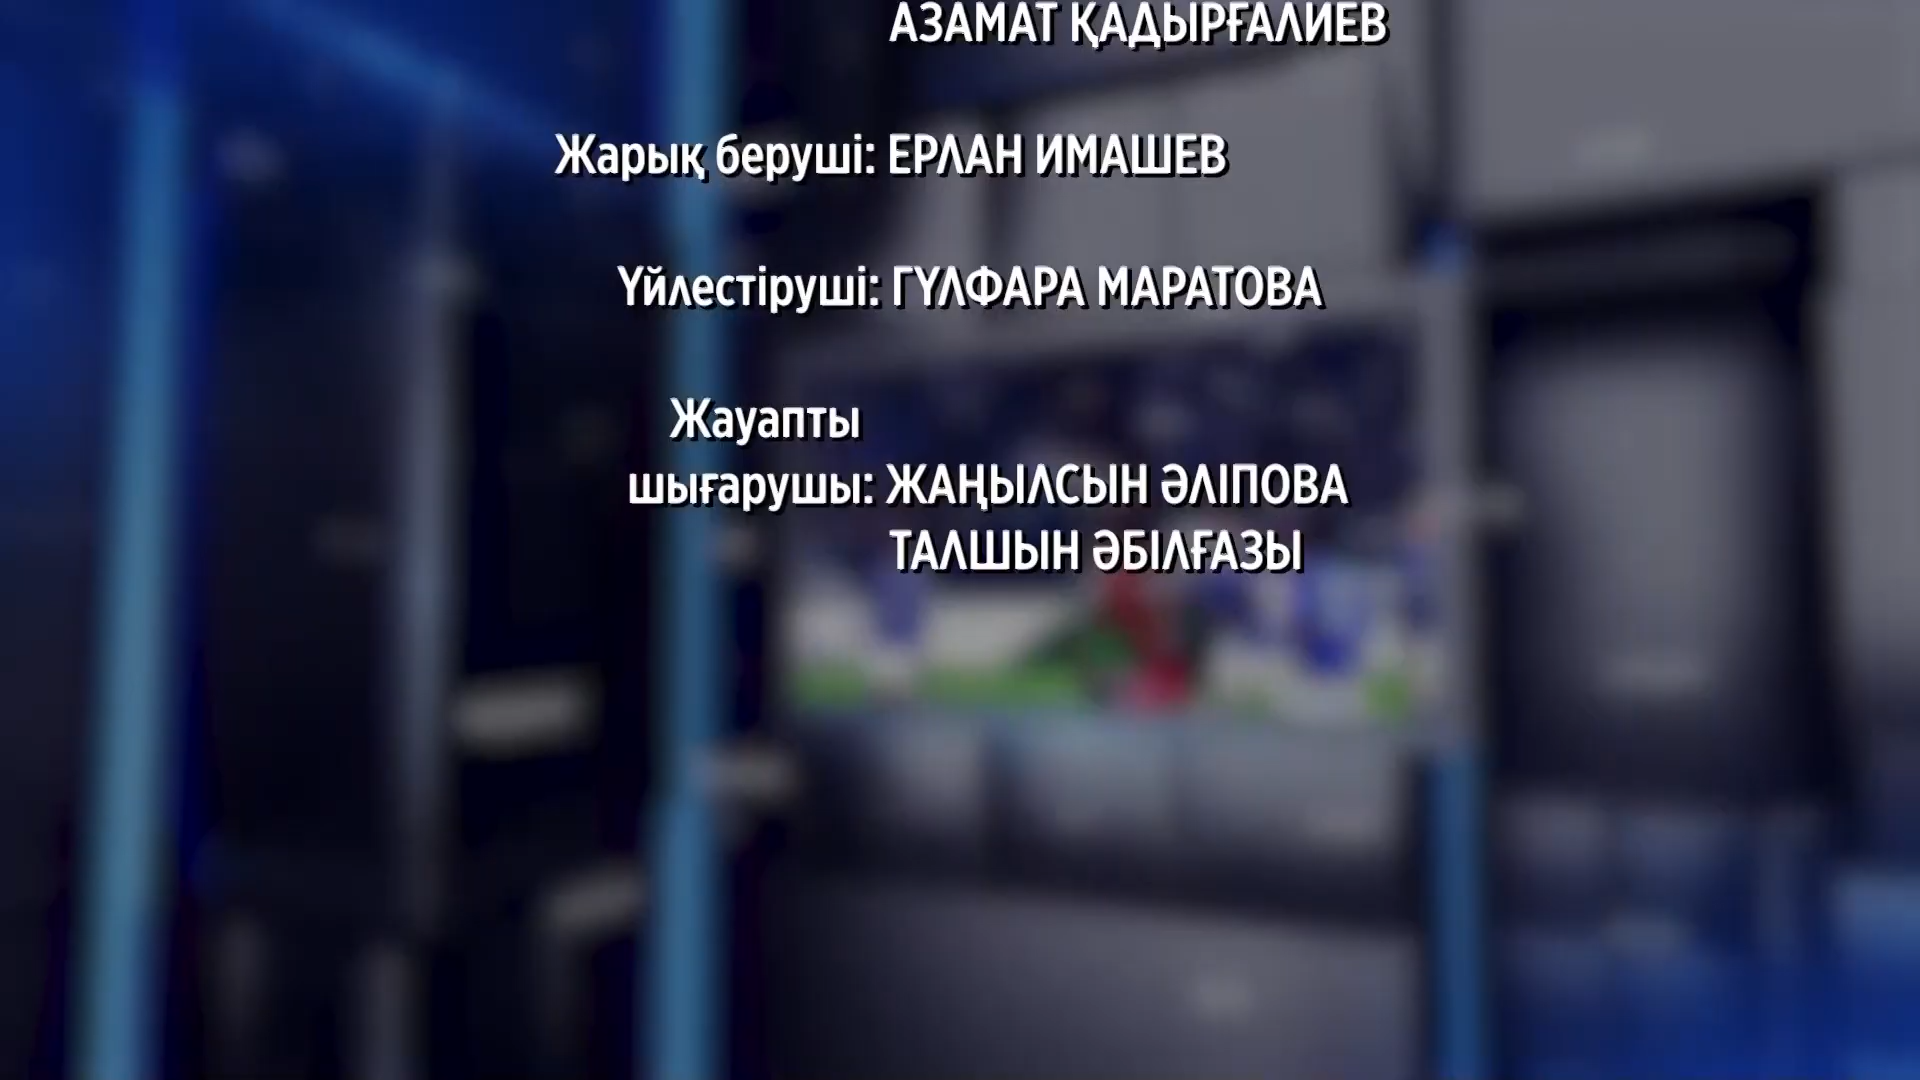 АЗАМАТ ҚАДЫРҒАЛИЕВ
Жарық беруші: ЕРЛАН ИМАШЕВ
Үйлестіруші: ГҮЛФАРА МАРАТОВА
Жауапты
шығарушы: ЖАҢЫЛСЫН ӘЛІПОВА
ТАЛШЫН ӘБІЛҒАЗЫ